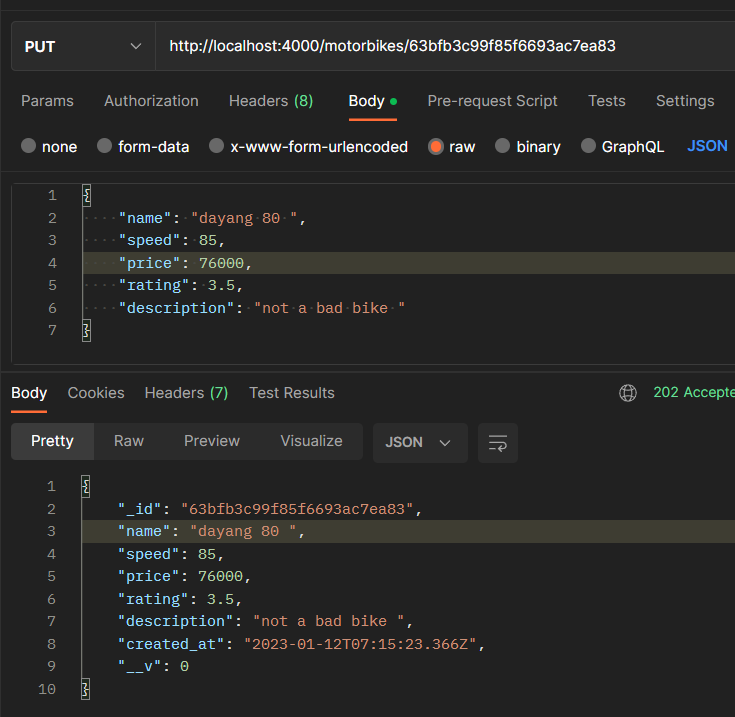 PUT http://localhost:4000/motorbikes/63bfb3c99f85f6693ac7ea83
Params Authorization Headers (8) Body Pre-request Script Tests Settings
none form-data x-www-form-urlencoded raw binary GraphQL JSON
1 {
2 "name": "dayang 80 ",
3 "speed": 85,
4 "price": 76000,
5 "rating": 3.5,
6 "description": "not a bad bike "
7 }
Body Cookies Headers (7) Test Results 202 Accepte
Pretty Raw Preview Visualize JSON
1 {
2 "_id": "63bfb3c99f85f6693ac7ea83",
3 "name": "dayang 80 ",
4 "speed": 85,
5 "price": 76000,
6 "rating": 3.5,
7 "description": "not a bad bike ",
8 "created_at": "2023-01-12T07:15:23.366Z",
9 "__v": 0
10 }